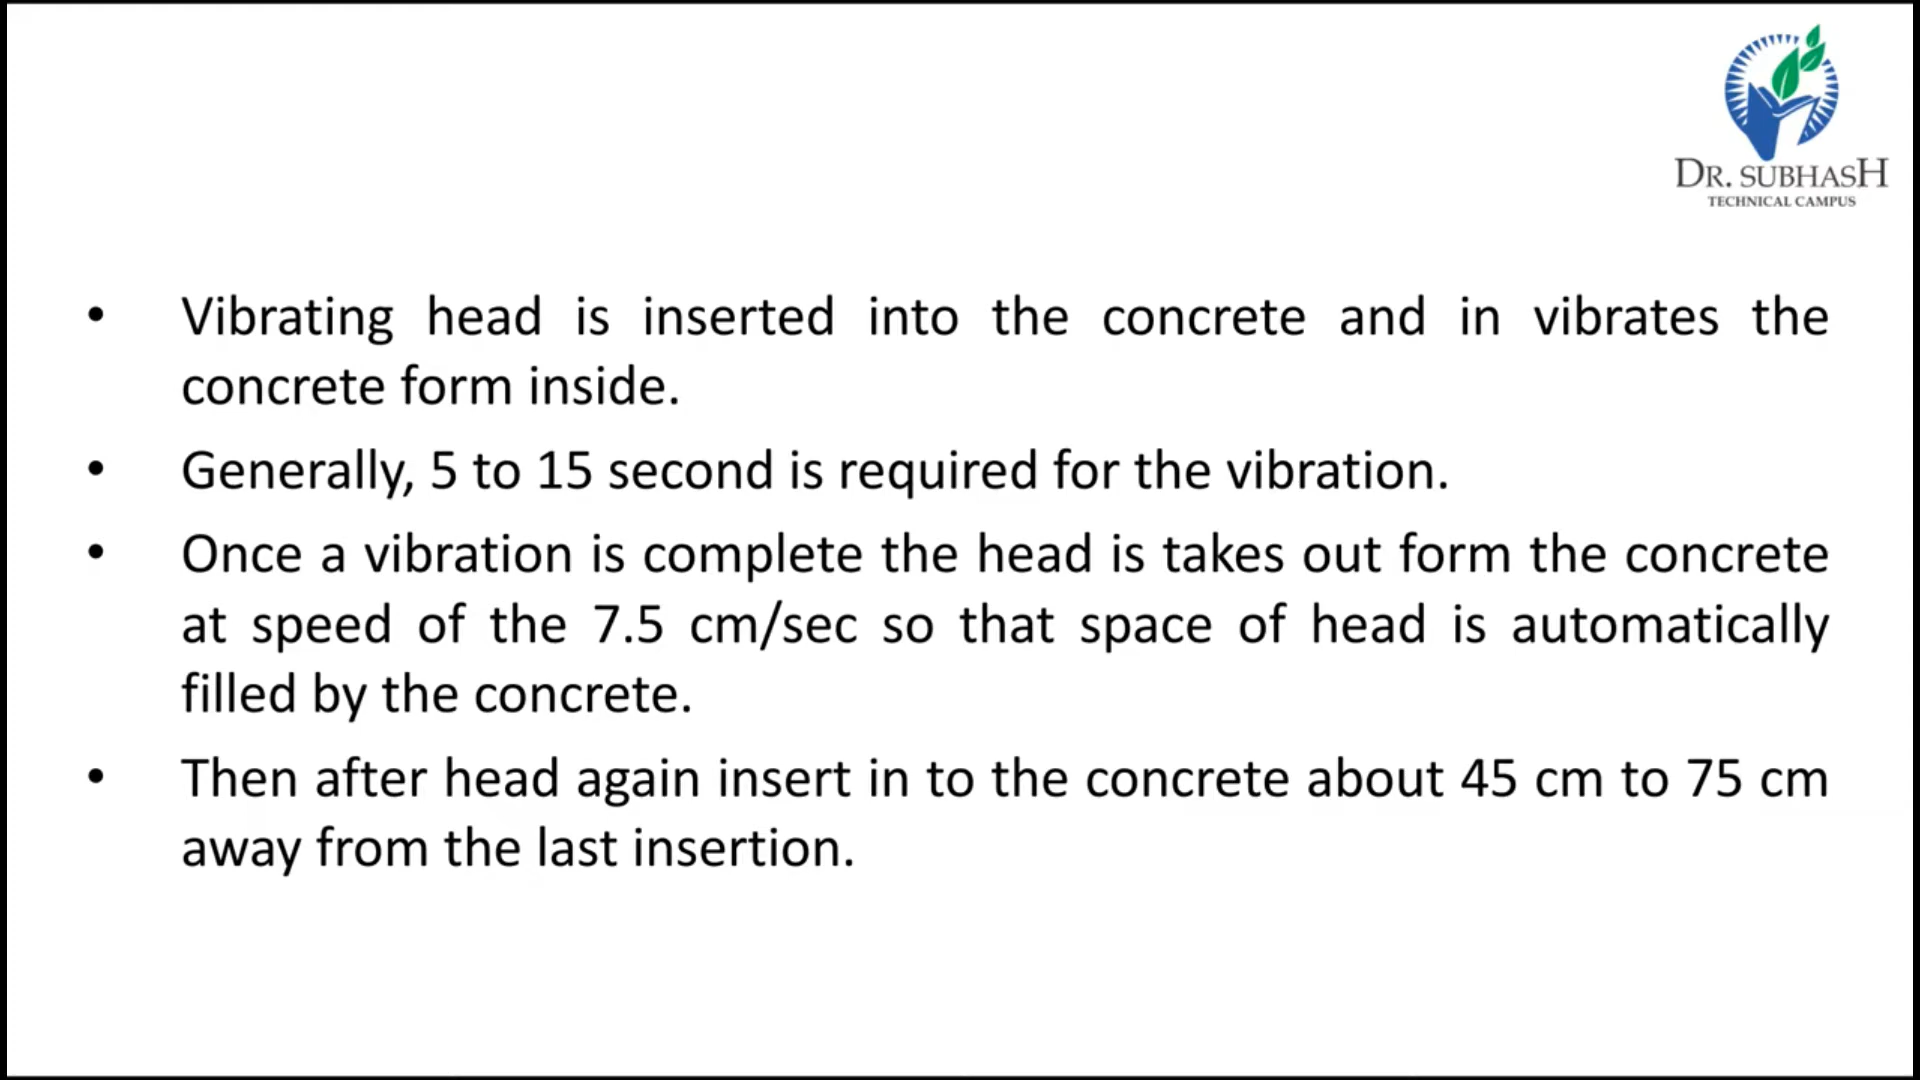 DR. SUBHASH
TECHNICAL CAMPUS
• Vibrating head is inserted into the concrete and in vibrates the
concrete form inside.
• Generally, 5 to 15 second is required for the vibration.
• Once a vibration is complete the head is takes out form the concrete
at speed of the 7.5 cm/sec so that space of head is automatically
filled by the concrete.
• Then after head again insert in to the concrete about 45 cm to 75 cm
away from the last insertion.